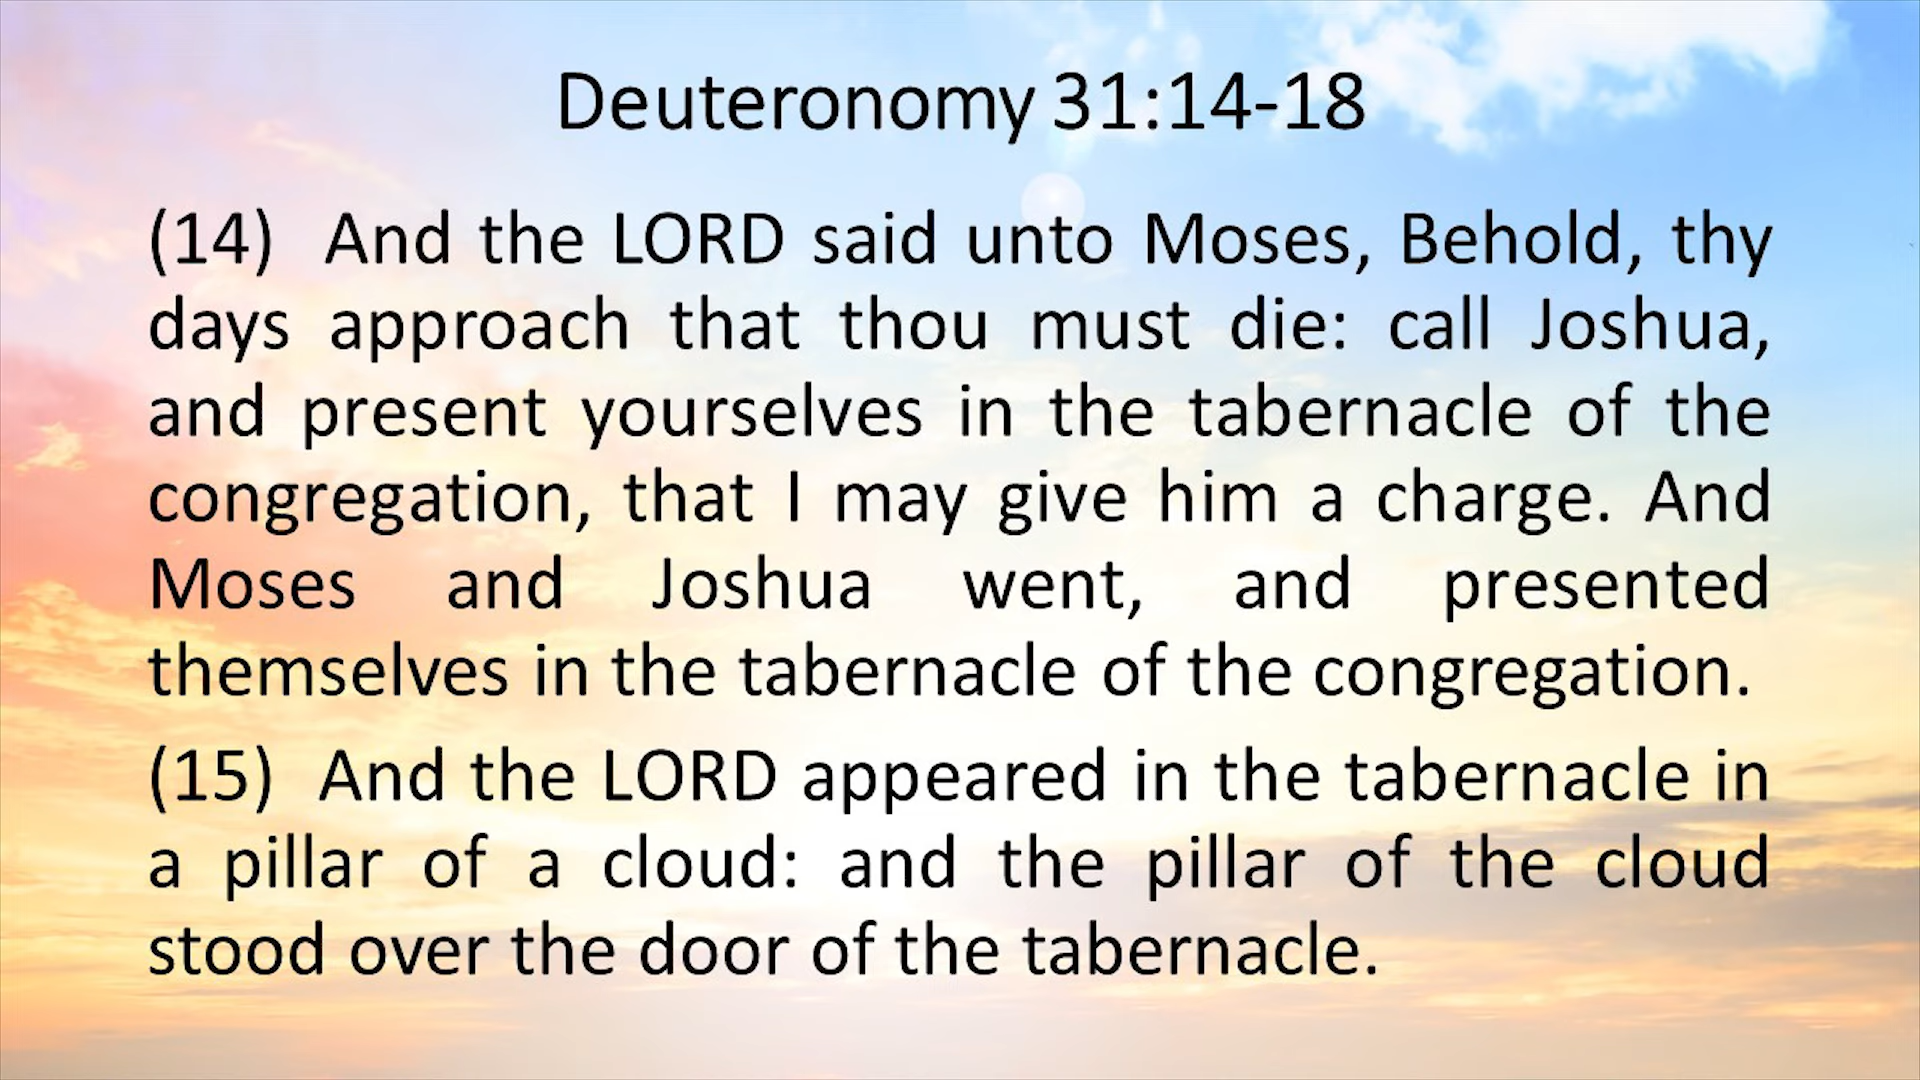 Deuteronomy 31:14-18
(14) And the LORD said unto Moses, Behold, thy
days approach that thou must die: call Joshua,
and present yourselves in the tabernacle of the
congregation, that I may give him a charge. And
Moses and Joshua went, and presented
themselves in the tabernacle of the congregation.
(15) And the LORD appeared in the tabernacle in
a pillar of a cloud: and the pillar of the cloud
stood over the door of the tabernacle.